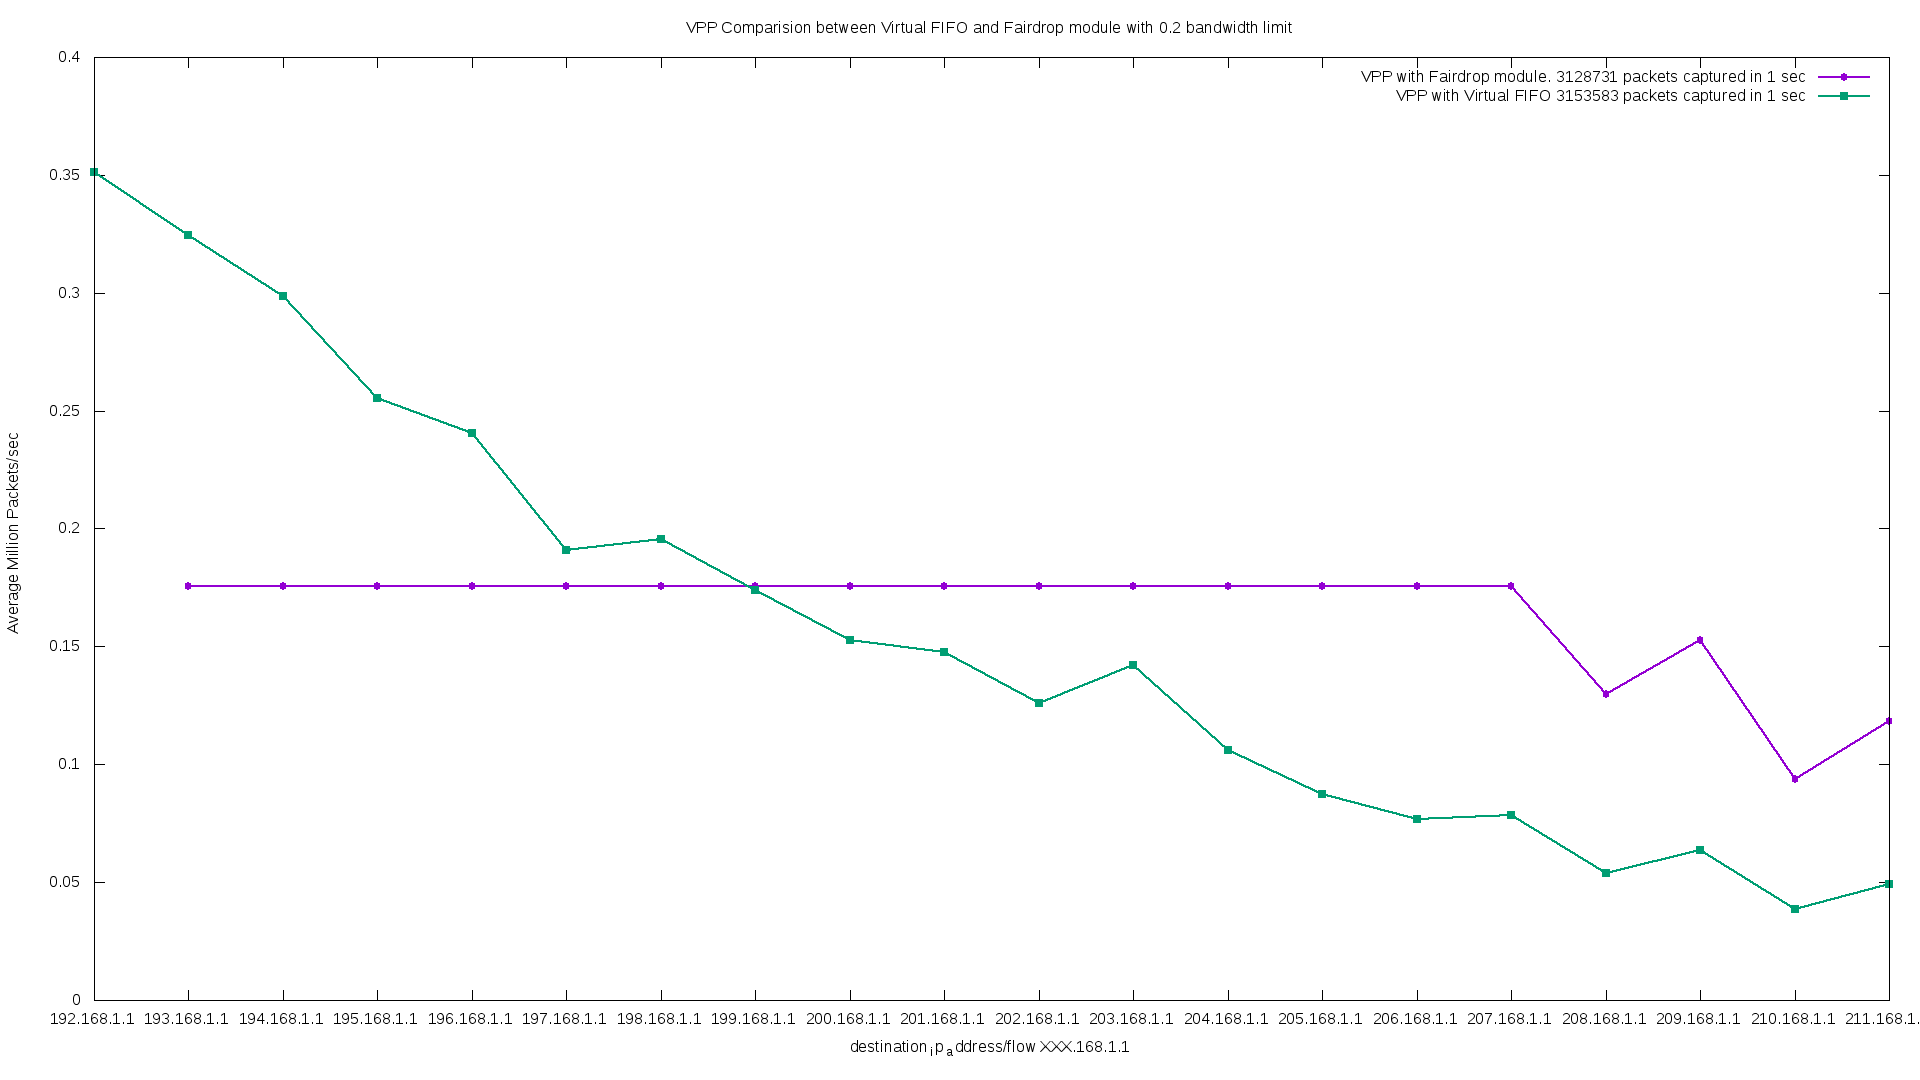 VPP Comparision between Virtual FIFO and Fairdrop module with 0.2 bandwidth limit
VPP with Fairdrop module. 3128731 packets captured in 1 sec
VPP with Virtual FIFO 3153583 packets captured in 1 sec
0.4
0.35
0.3
0.25
0.2
0.15
0.1
0.05
0
Average Million Packets/sec
192.168.1.1 193.168.1.1 194.168.1.1 195.168.1.1 196.168.1.1 197.168.1.1 198.168.1.1 199.168.1.1 200.168.1.1 201.168.1.1 202.168.1.1 203.168.1.1 204.168.1.1 205.168.1.1 206.168.1.1 207.168.1.1 208.168.1.1 209.168.1.1 210.168.1.1 211.168.1.
destination i p a ddress/flow XXX.168.1.1